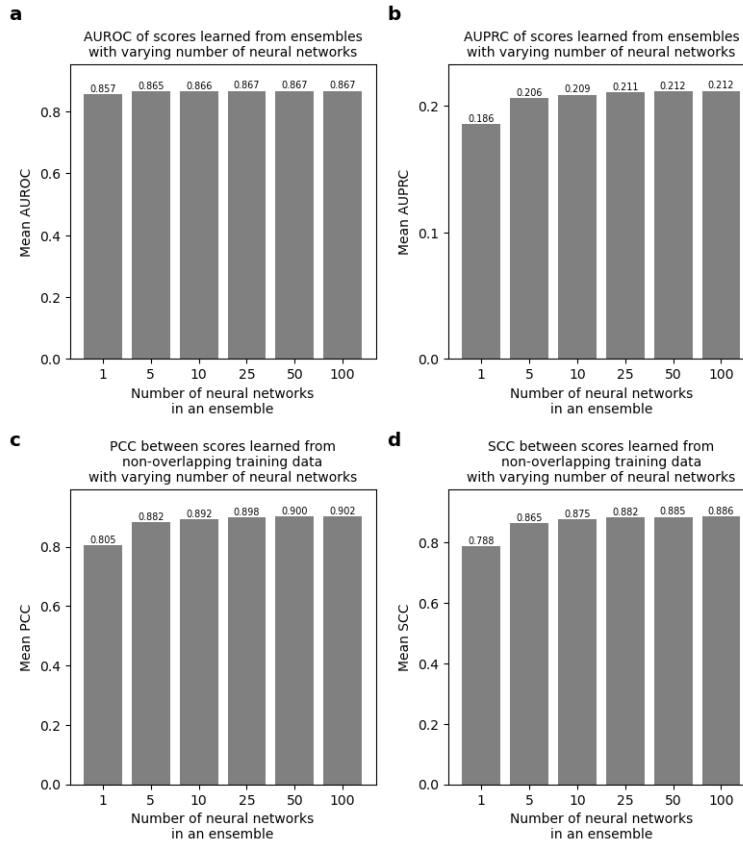 a
AUROC of scores learned from ensembles
with varying number of neural networks
0.857 0.865 0.866 0.867 0.867 0.867
0.8
0.6
0.4
0.2
0.0
Mean AUROC
1 5 10 25 50 100
Number of neural networks
in an ensemble
b
AUPRC of scores learned from ensembles
with varying number of neural networks
0.186 0.206 0.209 0.211 0.212 0.212
0.2
0.1
0.0
Mean AUPRC
1 5 10 25 50 100
Number of neural networks
in an ensemble
c
PCC between scores learned from
non-overlapping training data
with varying number of neural networks
0.805 0.882 0.892 0.898 0.900 0.902
0.8
0.6
0.4
0.2
0.0
Mean PCC
1 5 10 25 50 100
Number of neural networks
in an ensemble
d
SCC between scores learned from
non-overlapping training data
with varying number of neural networks
0.788 0.865 0.875 0.882 0.885 0.886
0.8
0.6
0.4
0.2
0.0
Mean SCC
1 5 10 25 50 100
Number of neural networks
in an ensemble